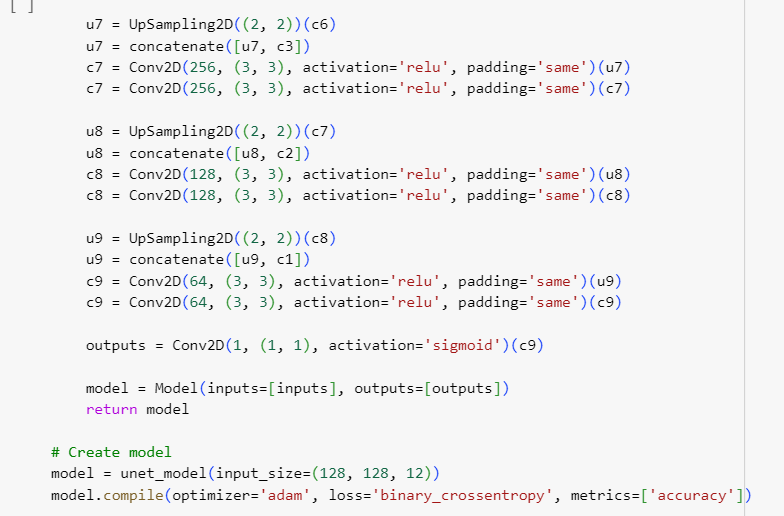 [ ]
u7 = UpSampling2D((2, 2))(c6)
u7 = concatenate([u7, c3])
c7 = Conv2D(256, (3, 3), activation='relu', padding='same')(u7)
c7 = Conv2D(256, (3, 3), activation='relu', padding='same')(c7)
u8 = UpSampling2D((2, 2))(c7)
u8 = concatenate([u8, c2])
c8 = Conv2D(128, (3, 3), activation='relu', padding='same')(u8)
c8 = Conv2D(128, (3, 3), activation='relu', padding='same')(c8)
u9 = UpSampling2D((2, 2))(c8)
u9 = concatenate([u9, c1])
c9 = Conv2D(64, (3, 3), activation='relu', padding='same')(u9)
c9 = Conv2D(64, (3, 3), activation='relu', padding='same')(c9)
outputs = Conv2D(1, (1, 1), activation='sigmoid')(c9)
model = Model(inputs=[inputs], outputs=[outputs])
return model
# Create model
model = unet_model(input_size=(128, 128, 12))
model.compile(optimizer='adam', loss='binary_crossentropy', metrics=['accuracy'])